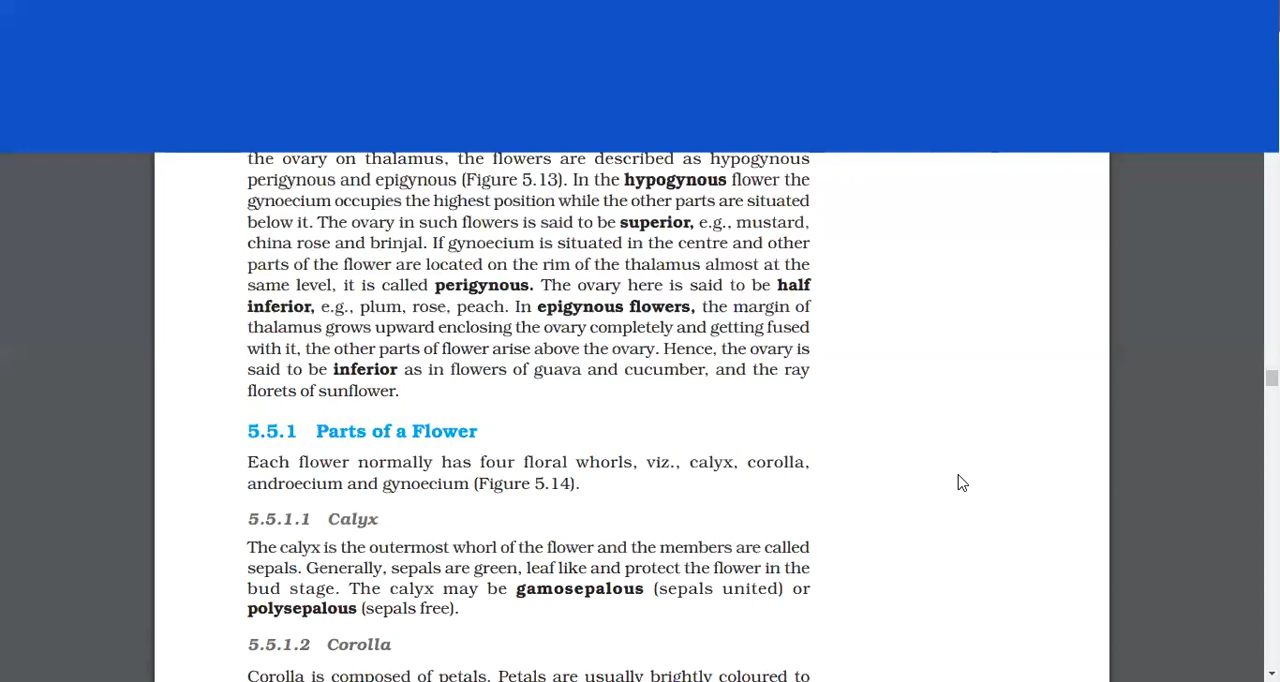 the ovary on thalamus, the flowers are described as hypogynous
perigynous and epigynous (Figure 5.13). In the hypogynous flower the
gynoecium occupies the highest position while the other parts are situated
below it. The ovary in such flowers is said to be superior, e.g., mustard,
china rose and brinjal. If gynoecium is situated in the centre and other
parts of the flower are located on the rim of the thalamus almost at the
same level, it is called perigynous. The ovary here is said to be half
inferior, e.g., plum, rose, peach. In epigynous flowers, the margin of
thalamus grows upward enclosing the ovary completely and getting fused
with it, the other parts of flower arise above the ovary. Hence, the ovary is
said to be inferior as in flowers of guava and cucumber, and the ray
florets of sunflower.
5.5.1 Parts of a Flower
Each flower normally has four floral whorls, viz., calyx, corolla,
androecium and gynoecium (Figure 5.14).
5.5.1.1 Calyx
The calyx is the outermost whorl of the flower and the members are called
sepals. Generally, sepals are green, leaf like and protect the flower in the
bud stage. The calyx may be gamosepalous (sepals united) or
polysepalous (sepals free).
5.5.1.2 Corolla
Corolla is composed of petals. Petals are usually brightly coloured to